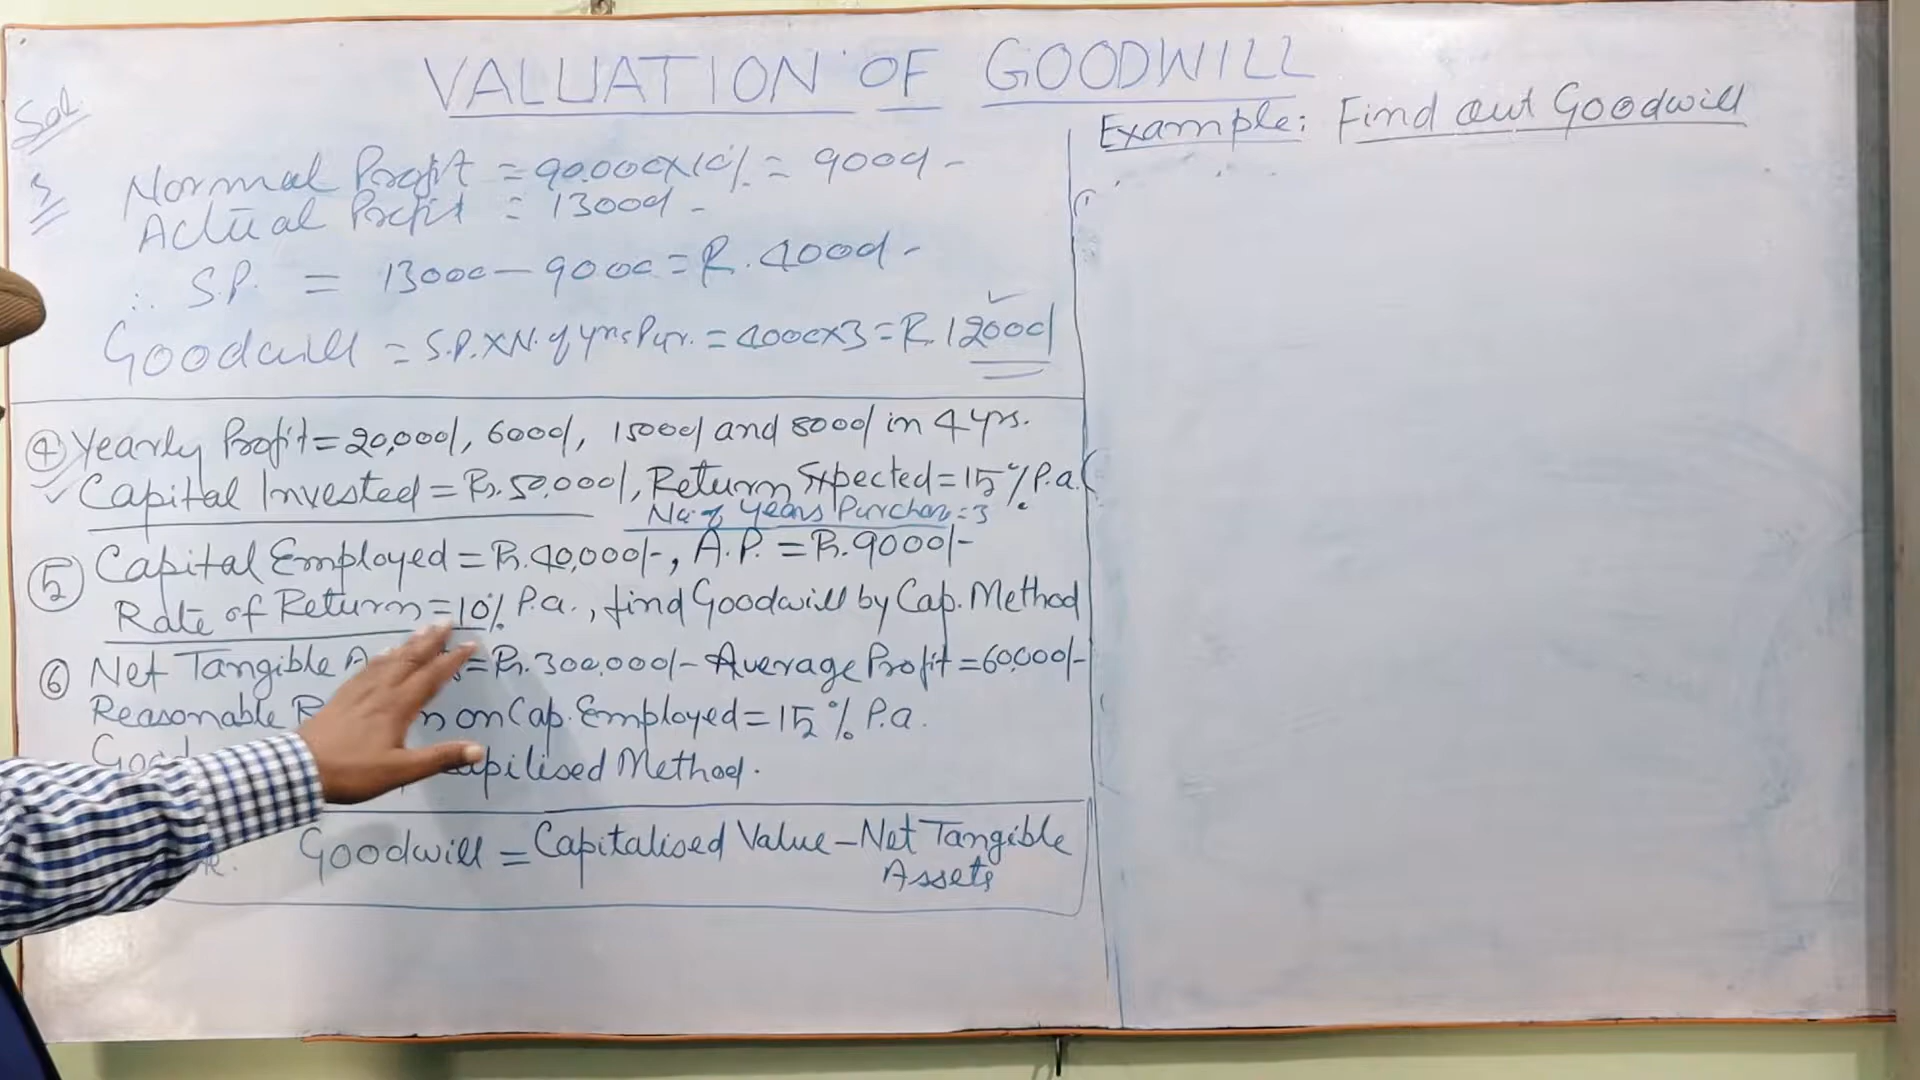 VALUATION OF GOODWILL
Sol.
3
Normal Profit = 90,000x10% = 9000/-
Actual Profit = 13000/-
∴ S.P. = 13000 — 9000 = R. 4000/-
Goodwill = S.P.XN. of yrs Pur. = 4000x3 = R. 12000/
④ Yearly Profit = 20,000/, 6000/, 15000/ and 8000/ in 4 yrs.
✓ Capital Invested = Rs. 50,000/, Return Expected = 15% P.a.
No. of Years Purchase = 3
⑤ Capital Employed = Rs. 40,000/-, A.P. = Rs. 9000/-
Rate of Return = 10% P.a., find Goodwill by Cap. Method
⑥ Net Tangible = Rs. 300,000/- Average Profit = 60,000/-
Reasonable on Cap. Employed = 15% P.a.
Method.
Goodwill = Capitalised Value – Net Tangible
Assets
Example: Find out Goodwill